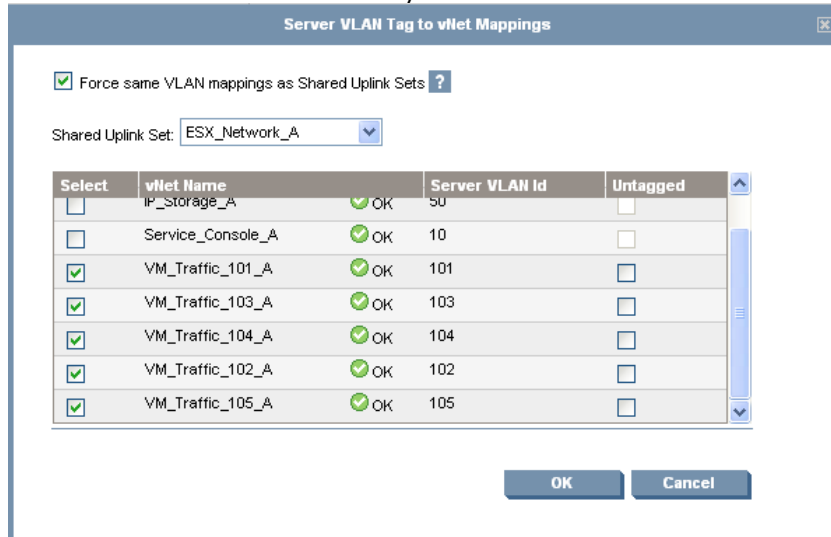 Server VLAN Tag to vNet Mappings
Force same VLAN mappings as Shared Uplink Sets ?
Shared Uplink Set: ESX_Network_A
Select vNet Name Server VLAN Id Untagged
IP_Storage_A OK 50
Service_Console_A OK 10
VM_Traffic_101_A OK 101
VM_Traffic_103_A OK 103
VM_Traffic_104_A OK 104
VM_Traffic_102_A OK 102
VM_Traffic_105_A OK 105
OK Cancel